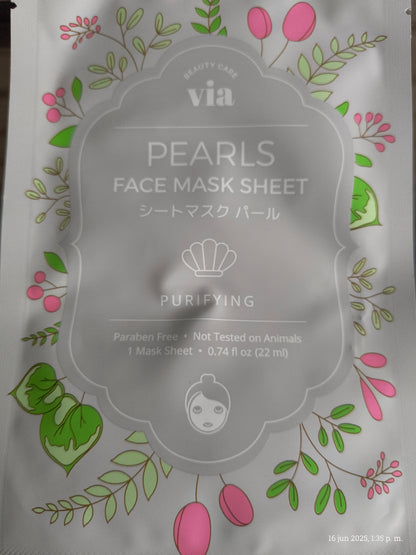 BEAUTY CARE
via
PEARLS
FACE MASK SHEET
シートマスク パール
PURIFYING
Paraben Free • Not Tested on Animals
1 Mask Sheet • 0.74 fl oz (22 ml)
16 jun 2025, 1:35 p. m.